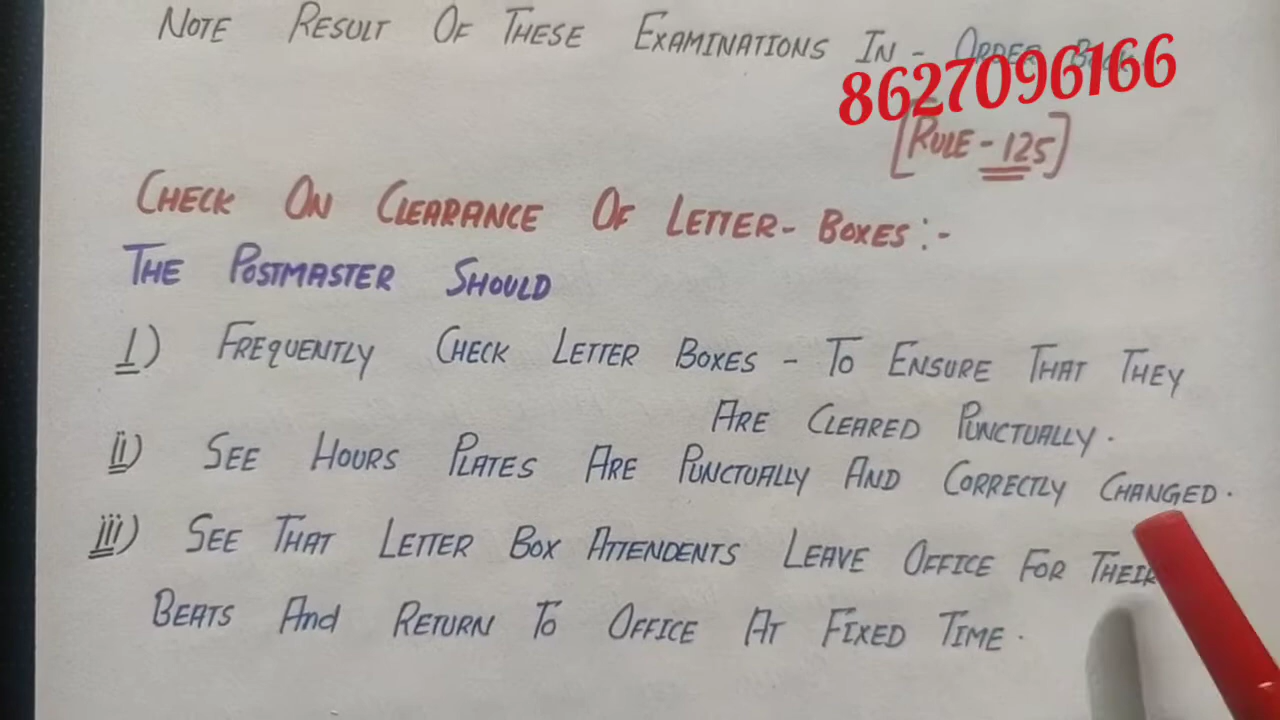 NOTE RESULT OF THESE EXAMINATIONS IN - ORDER BOOK.
8627096166
[RULE - 125]
CHECK ON CLEARANCE OF LETTER - BOXES :-
THE POSTMASTER SHOULD
I) FREQUENTLY CHECK LETTER BOXES - TO ENSURE THAT THEY
ARE CLEARED PUNCTUALLY.
ii) SEE HOURS PLATES ARE PUNCTUALLY AND CORRECTLY CHANGED.
iii) SEE THAT LETTER BOX ATTENDENTS LEAVE OFFICE FOR THEIR
BEATS And RETURN TO OFFICE AT FIXED TIME.